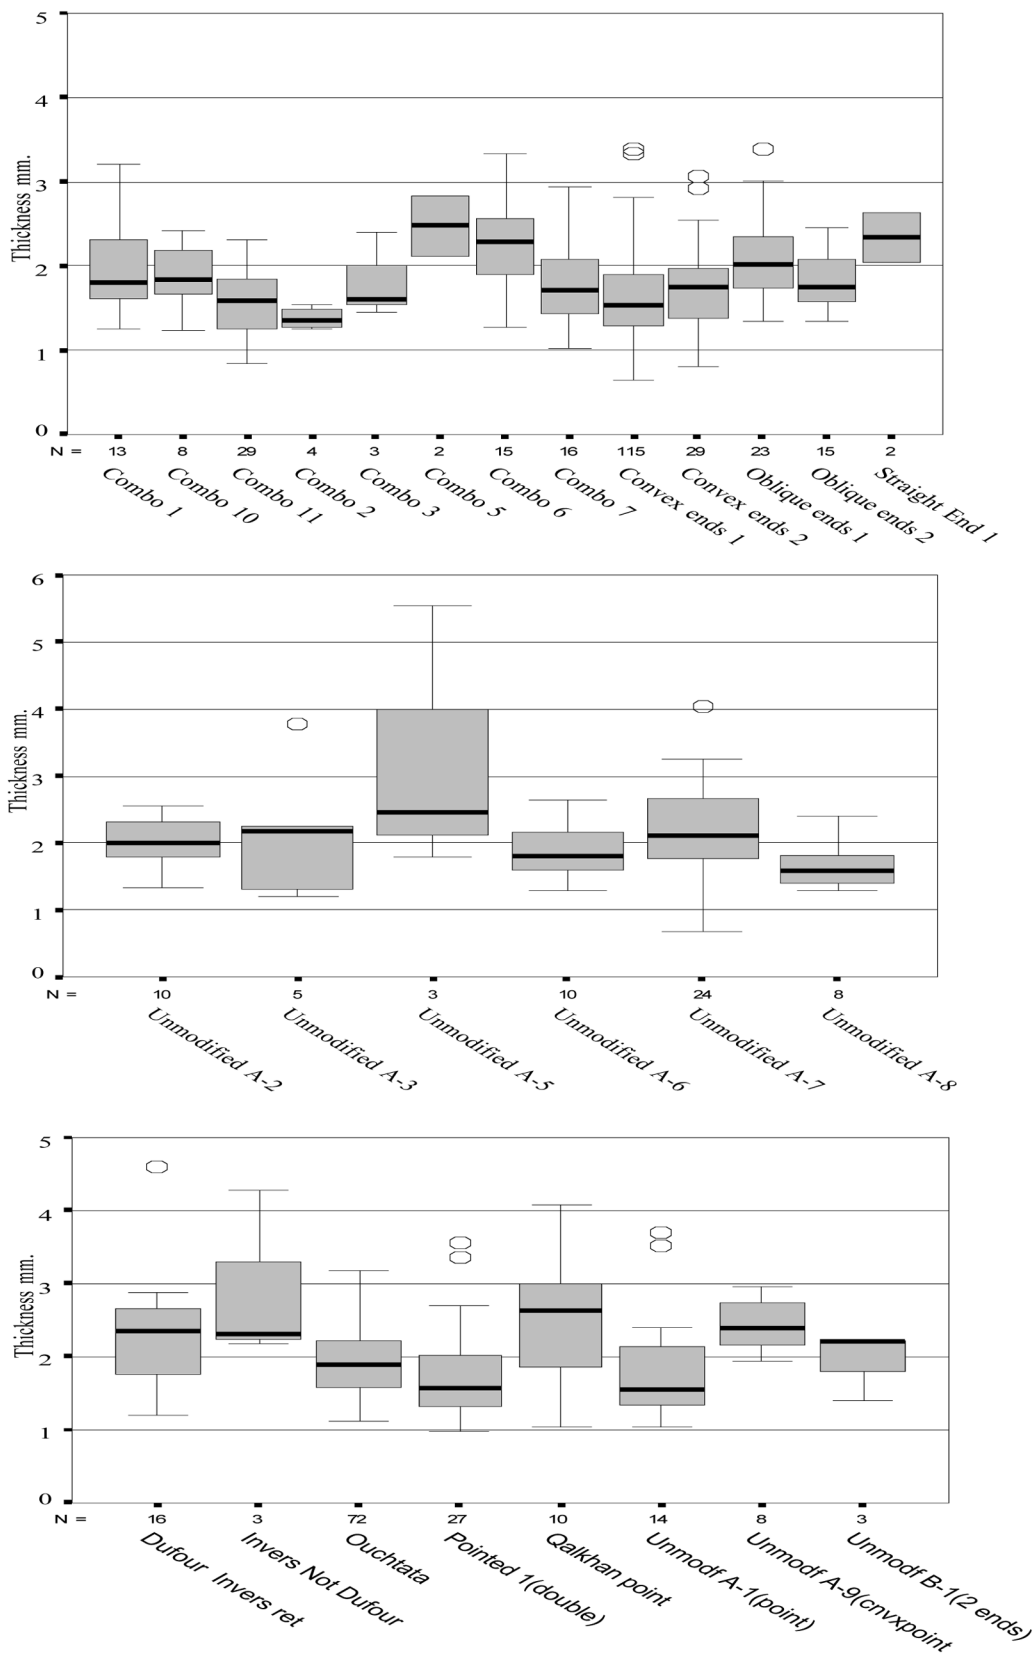 5
4
3
2
1
0
Thickness mm.
N = 13 8 29 4 3 2 15 16 115 29 23 15 2
Combo 1
Combo 10
Combo 11
Combo 2
Combo 3
Combo 5
Combo 6
Combo 7
Convex ends 1
Convex ends 2
Oblique ends 1
Oblique ends 2
Straight End 1
6
5
4
3
2
1
0
Thickness mm.
N = 10 5 3 10 24 8
Unmodified A-2
Unmodified A-3
Unmodified A-5
Unmodified A-6
Unmodified A-7
Unmodified A-8
5
4
3
2
1
0
Thickness mm.
N = 16 3 72 27 10 14 8 3
Dufour Invers ret
Invers Not Dufour
Ouchtata
Pointed 1(double)
Qalkhan point
Unmodf A-1(point)
Unmodf A-9(cnvxpoint
Unmodf B-1(2 ends)